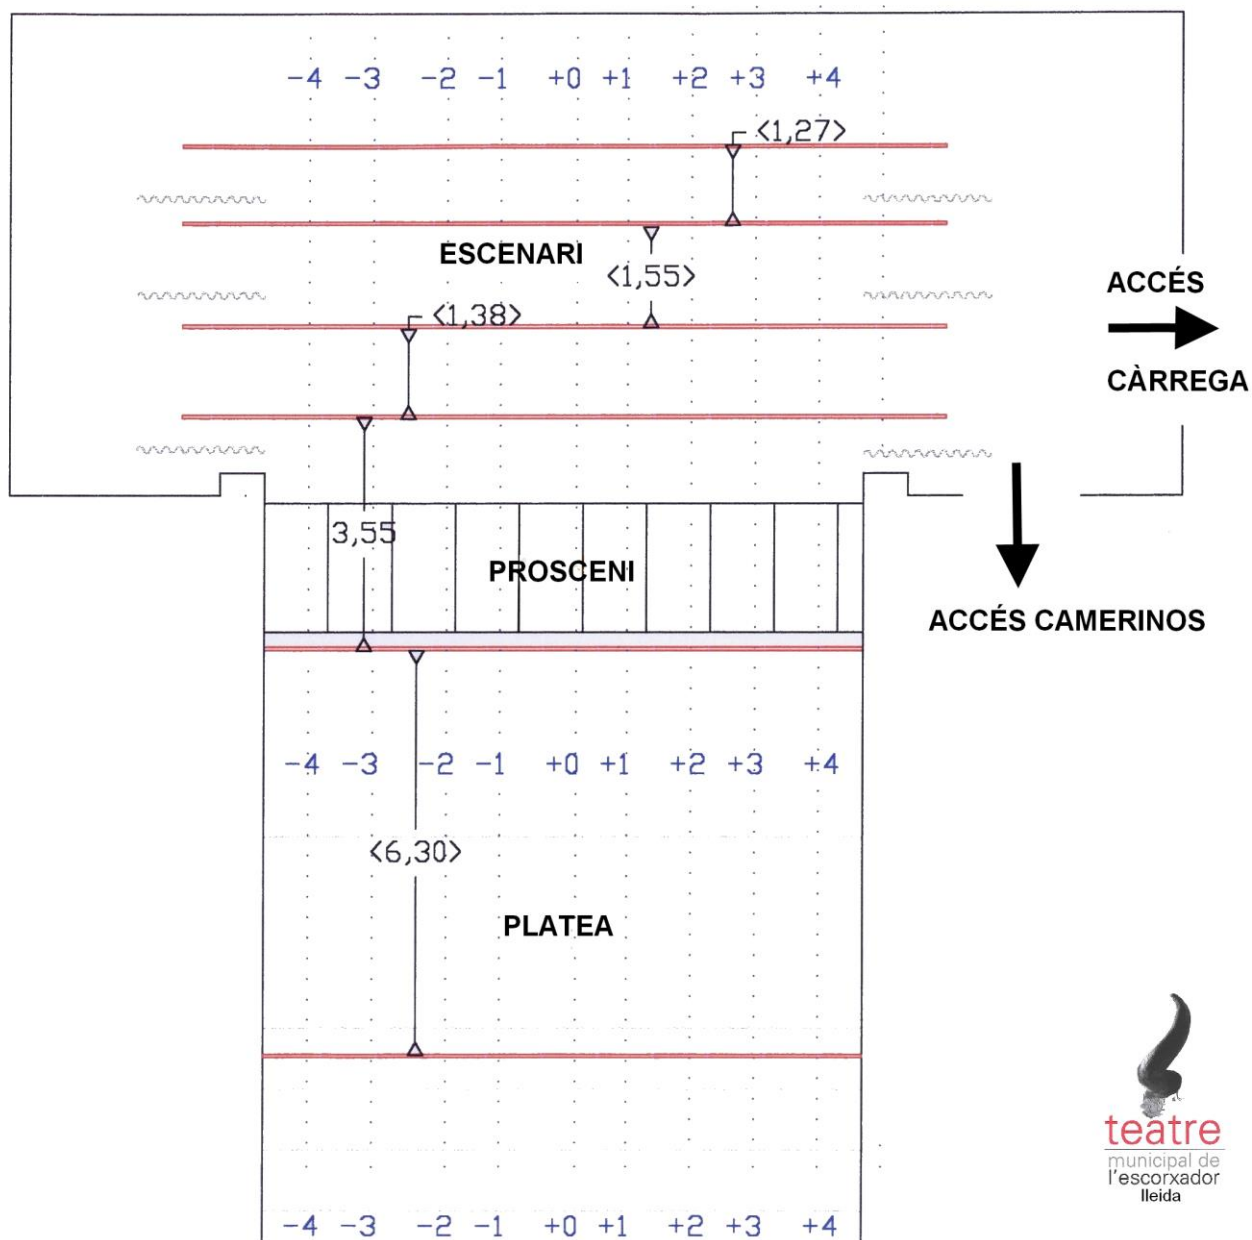 -4 -3 -2 -1 +0 +1 +2 +3 +4
<1,27>
ESCENARI
<1,55>
<1,38>
ACCÉS
CÀRREGA
3,55
PROSCENI
ACCÉS CAMERINOS
-4 -3 -2 -1 +0 +1 +2 +3 +4
<6,30>
PLATEA
teatre
municipal de
l'escorxador
lleida
-4 -3 -2 -1 +0 +1 +2 +3 +4